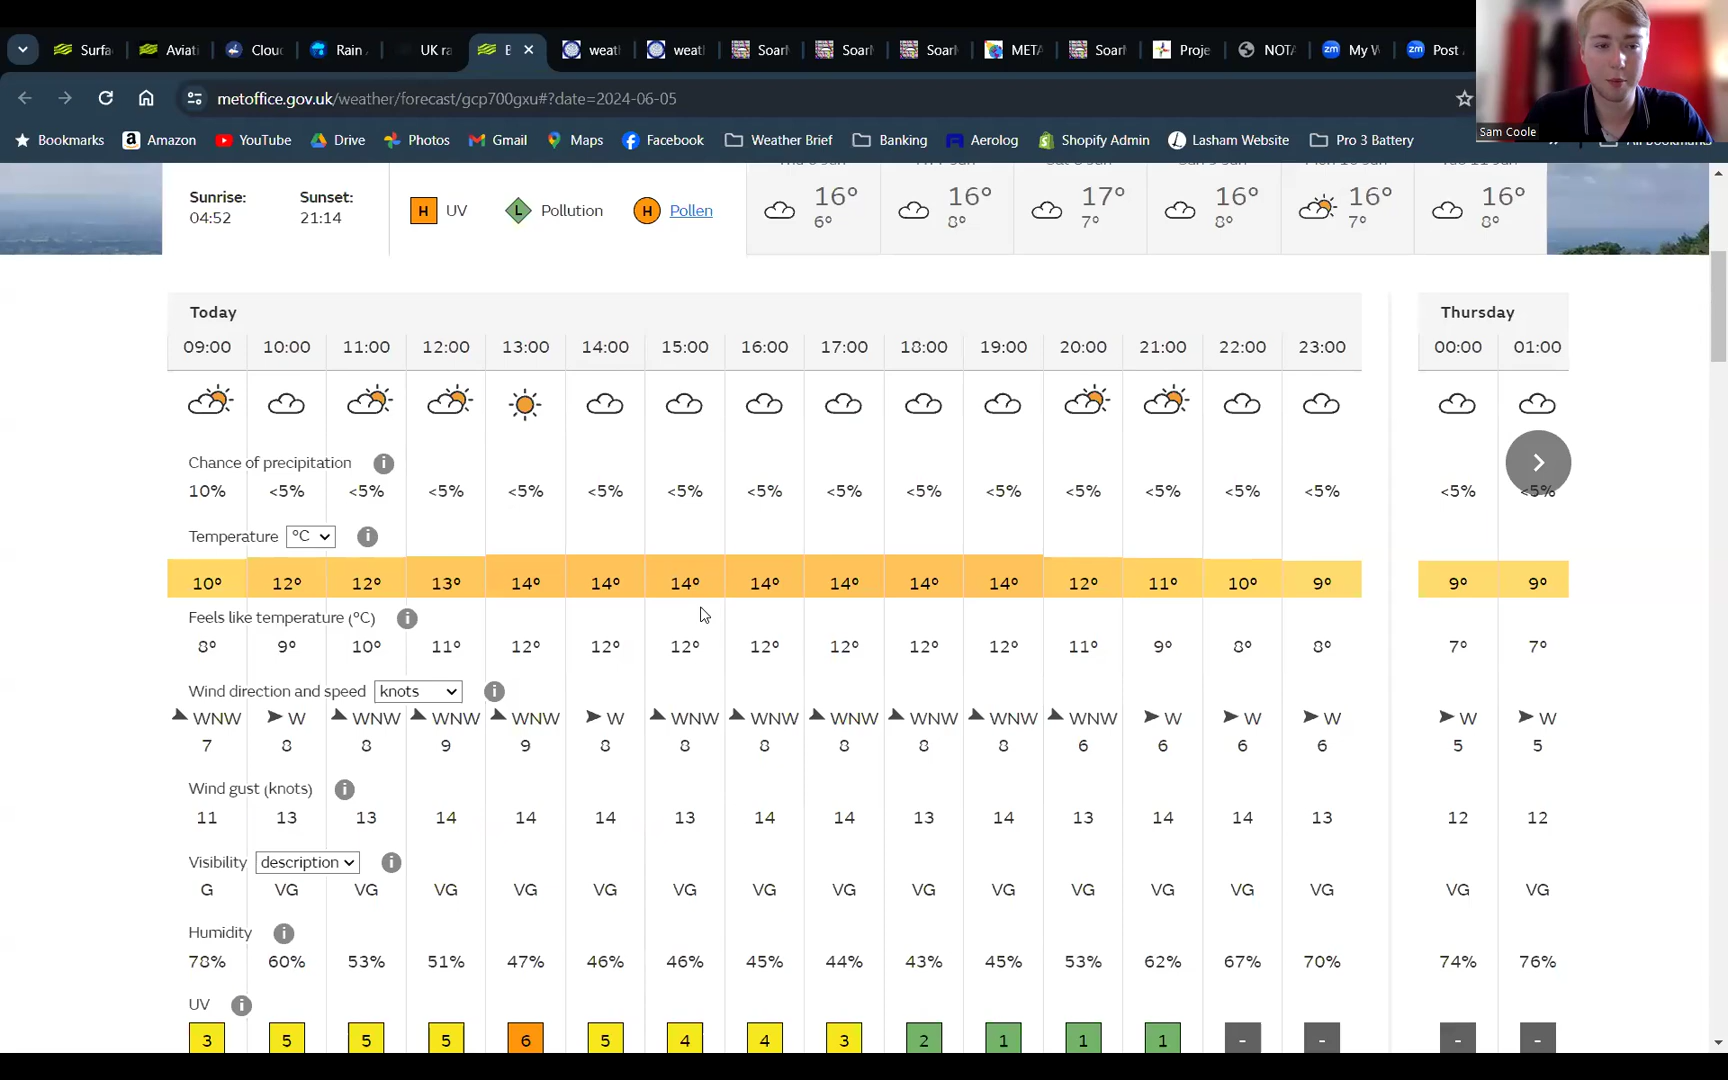 Surfa Aviati Clou Rain UK ra E weath weath SoarN SoarN SoarN META SoarN Proje NOTA My W Post
metoffice.gov.uk/weather/forecast/gcp700gxu#?date=2024-06-05
Bookmarks Amazon YouTube Drive Photos Gmail Maps Facebook Weather Brief Banking Aerolog Shopify Admin Lasham Website Pro 3 Battery
Sam Coole
Sunrise: Sunset: H UV L Pollution H Pollen
04:52 21:14
16° 16° 17° 16° 16° 16°
6° 8° 7° 8° 7° 8°
Today Thursday
09:00 10:00 11:00 12:00 13:00 14:00 15:00 16:00 17:00 18:00 19:00 20:00 21:00 22:00 23:00 00:00 01:00
Chance of precipitation i
10% <5% <5% <5% <5% <5% <5% <5% <5% <5% <5% <5% <5% <5% <5% <5% <5%
Temperature °C i
10° 12° 12° 13° 14° 14° 14° 14° 14° 14° 14° 12° 11° 10° 9° 9° 9°
Feels like temperature (°C) i
8° 9° 10° 11° 12° 12° 12° 12° 12° 12° 12° 11° 9° 8° 8° 7° 7°
Wind direction and speed knots i
WNW W WNW WNW WNW W WNW WNW WNW WNW WNW WNW W W W W W
7 8 8 9 9 8 8 8 8 8 8 6 6 6 6 5 5
Wind gust (knots) i
11 13 13 14 14 14 13 14 14 13 14 13 14 14 13 12 12
Visibility description i
G VG VG VG VG VG VG VG VG VG VG VG VG VG VG VG VG
Humidity i
78% 60% 53% 51% 47% 46% 46% 45% 44% 43% 45% 53% 62% 67% 70% 74% 76%
UV i
3 5 5 5 6 5 4 4 3 2 1 1 1 - - - -